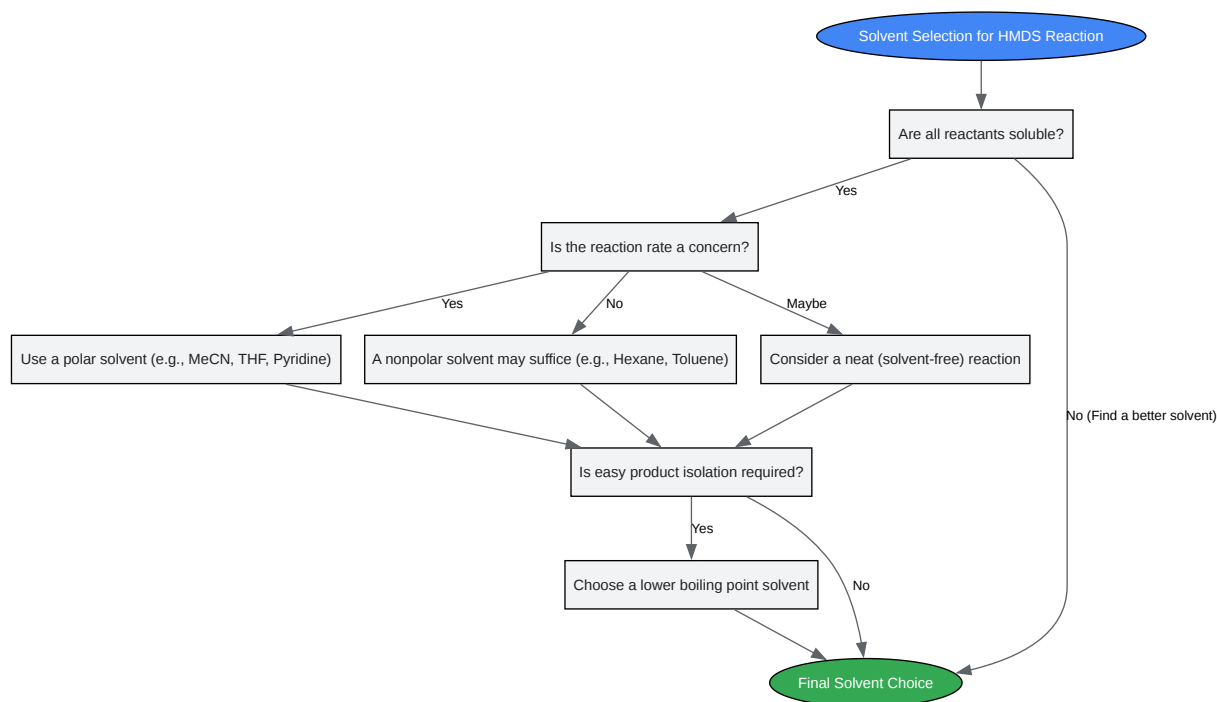 Solvent Selection for HMDS Reaction
Are all reactants soluble?
Yes
Is the reaction rate a concern?
Yes
No
Maybe
Use a polar solvent (e.g., MeCN, THF, Pyridine)
A nonpolar solvent may suffice (e.g., Hexane, Toluene)
Consider a neat (solvent-free) reaction
No (Find a better solvent)
Is easy product isolation required?
Yes
Choose a lower boiling point solvent
No
Final Solvent Choice